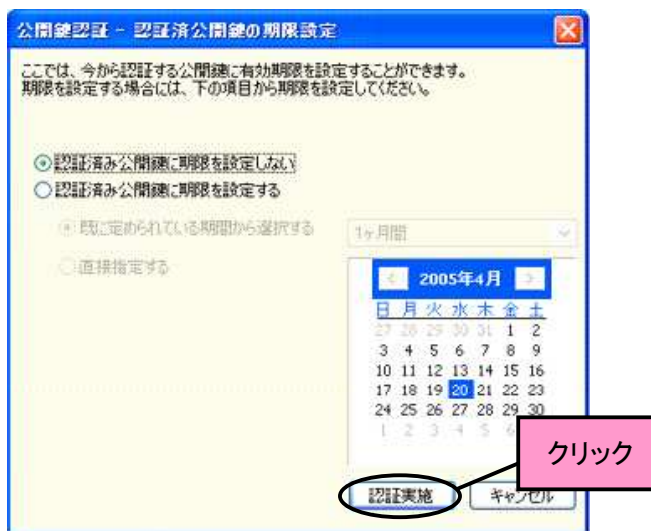 公開鍵認証 - 認証済公開鍵の期限設定
ここでは、今から認証する公開鍵に有効期限を設定することができます。
期限を設定する場合には、下の項目から期限を設定してください。
認証済み公開鍵に期限を設定しない
認証済み公開鍵に期限を設定する
既に定められている期間から選択する
1ヶ月間
直接指定する
2005年4月
日 月 火 水 木 金 土
27 28 29 30 31 1 2
3 4 5 6 7 8 9
10 11 12 13 14 15 16
17 18 19 20 21 22 23
24 25 26 27 28 29 30
1 2 3 4 5 6
クリック
認証実施
キャンセル